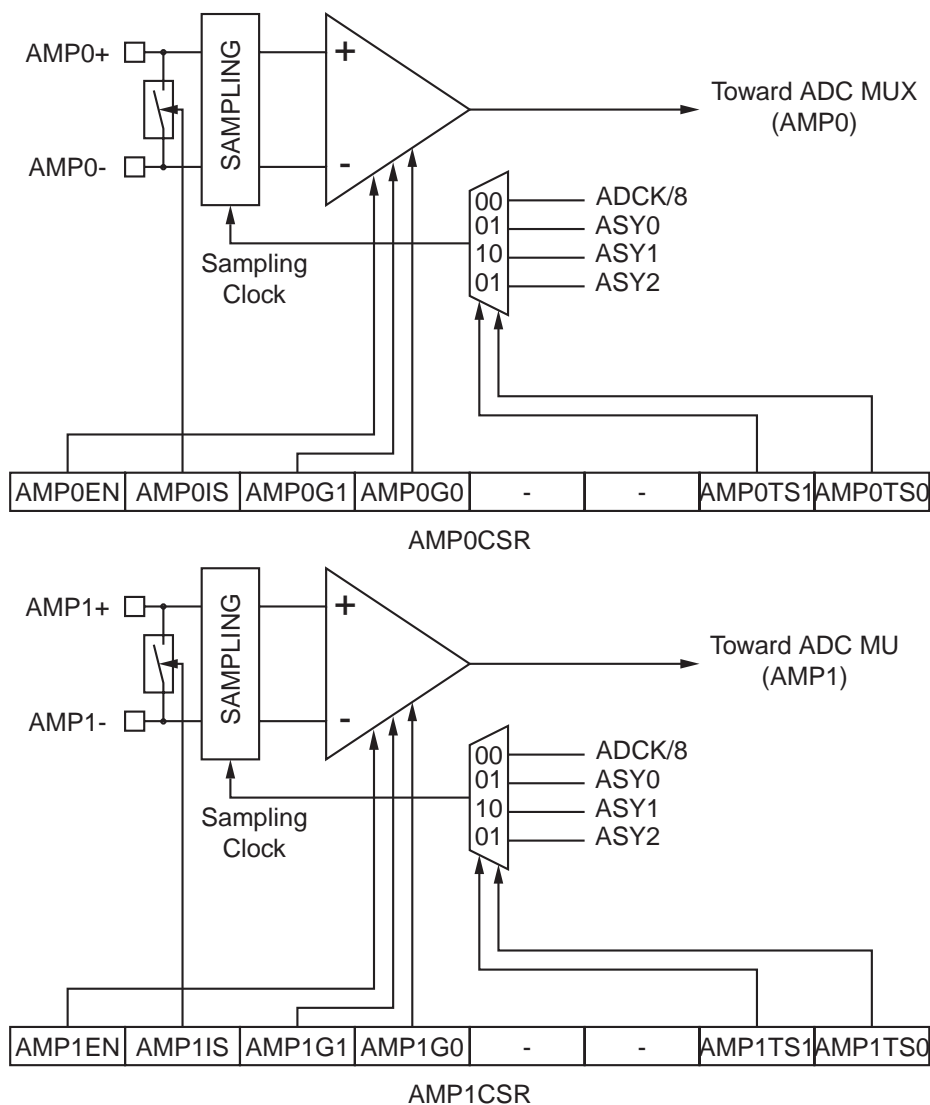 AMP0+
SAMPLING
+
Toward ADC MUX
(AMP0)
AMP0-
-
00
ADCK/8
01
ASY0
10
ASY1
01
ASY2
Sampling
Clock
AMP0EN AMP0IS AMP0G1 AMP0G0 - - AMP0TS1 AMP0TS0
AMP0CSR
AMP1+
SAMPLING
+
Toward ADC MU
(AMP1)
AMP1-
-
00
ADCK/8
01
ASY0
10
ASY1
01
ASY2
Sampling
Clock
AMP1EN AMP1IS AMP1G1 AMP1G0 - - AMP1TS1 AMP1TS0
AMP1CSR